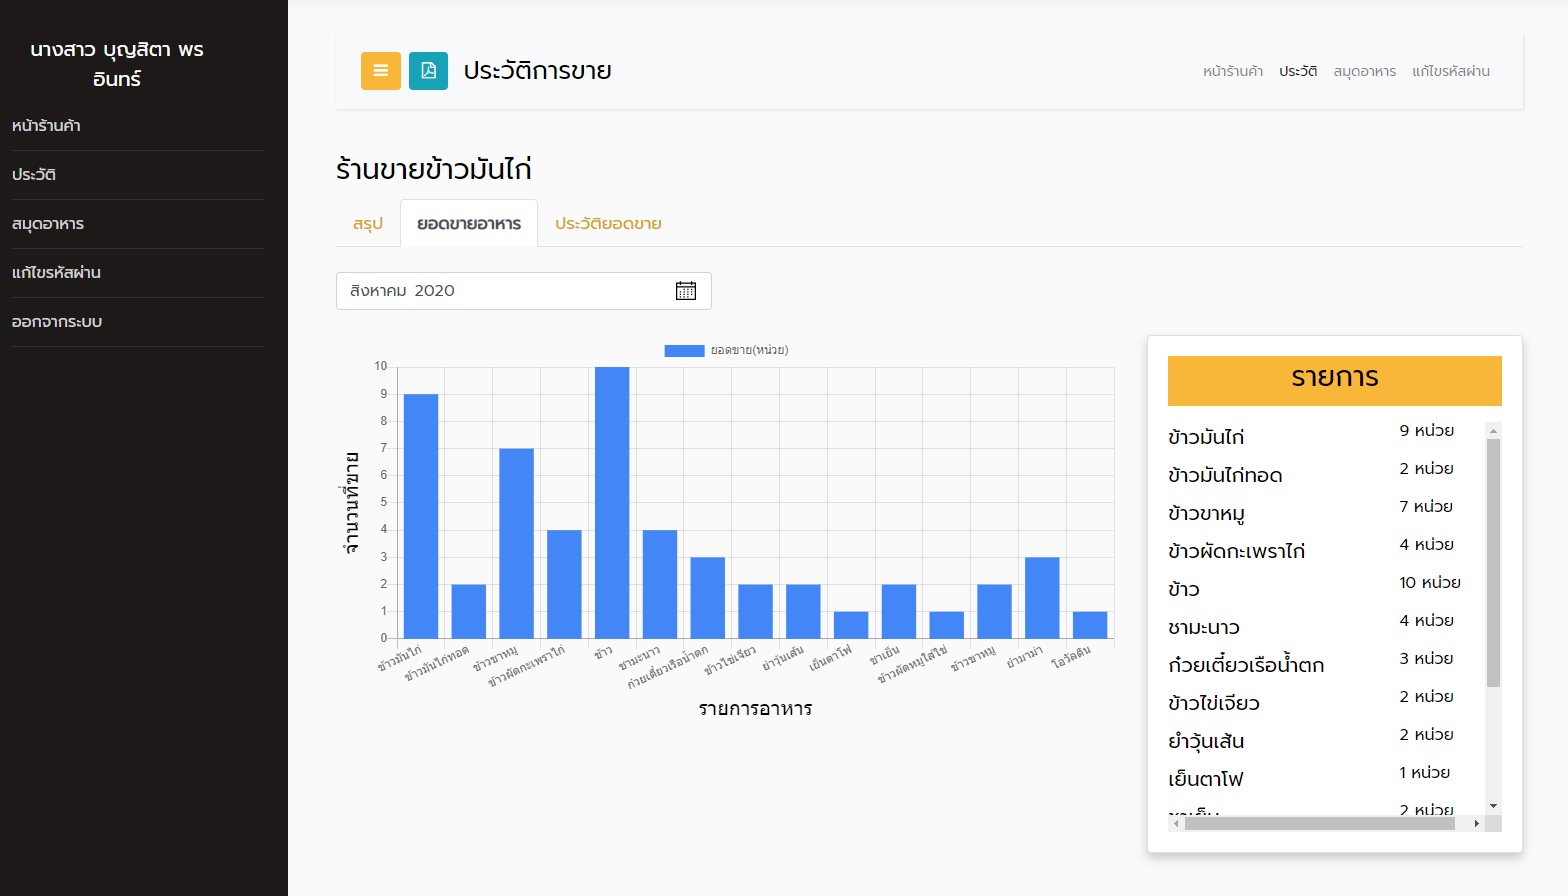 นางสาว บุญสิตา พร
อินทร์
หน้าร้านค้า
ประวัติ
สมุดอาหาร
แก้ไขรหัสผ่าน
ออกจากระบบ
ประวัติการขาย
หน้าร้านค้า ประวัติ สมุดอาหาร แก้ไขรหัสผ่าน
ร้านขายข้าวมันไก่
สรุป ยอดขายอาหาร ประวัติยอดขาย
สิงหาคม 2020
ยอดขาย(หน่วย)
จำนวนที่ขาย
10
9
8
7
6
5
4
3
2
1
0
ข้าวมันไก่
ข้าวมันไก่ทอด
ข้าวขาหมู
ข้าวผัดกะเพราไก่
ข้าว
ชามะนาว
ก๋วยเตี๋ยวเรือน้ำตก
ข้าวไข่เจียว
ยำวุ้นเส้น
เย็นตาโฟ
ชาเย็น
ข้าวผัดหมูใส่ไข่
ข้าวขาหมู
ยำมาม่า
โอวัลติน
รายการอาหาร
รายการ
ข้าวมันไก่ 9 หน่วย
ข้าวมันไก่ทอด 2 หน่วย
ข้าวขาหมู 7 หน่วย
ข้าวผัดกะเพราไก่ 4 หน่วย
ข้าว 10 หน่วย
ชามะนาว 4 หน่วย
ก๋วยเตี๋ยวเรือน้ำตก 3 หน่วย
ข้าวไข่เจียว 2 หน่วย
ยำวุ้นเส้น 2 หน่วย
เย็นตาโฟ 1 หน่วย
ชาเย็น 2 หน่วย